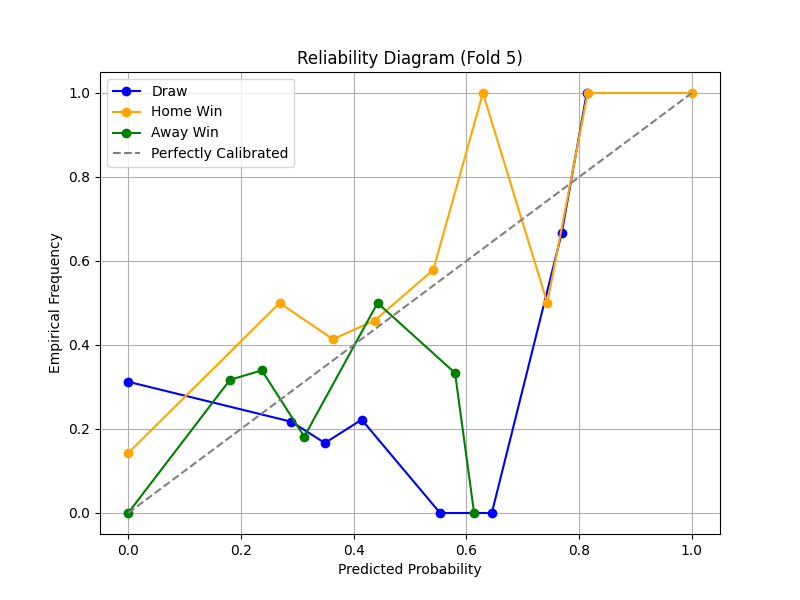 Reliability Diagram (Fold 5)
Draw
Home Win
Away Win
Perfectly Calibrated
Empirical Frequency
1.0
0.8
0.6
0.4
0.2
0.0
0.0 0.2 0.4 0.6 0.8 1.0
Predicted Probability